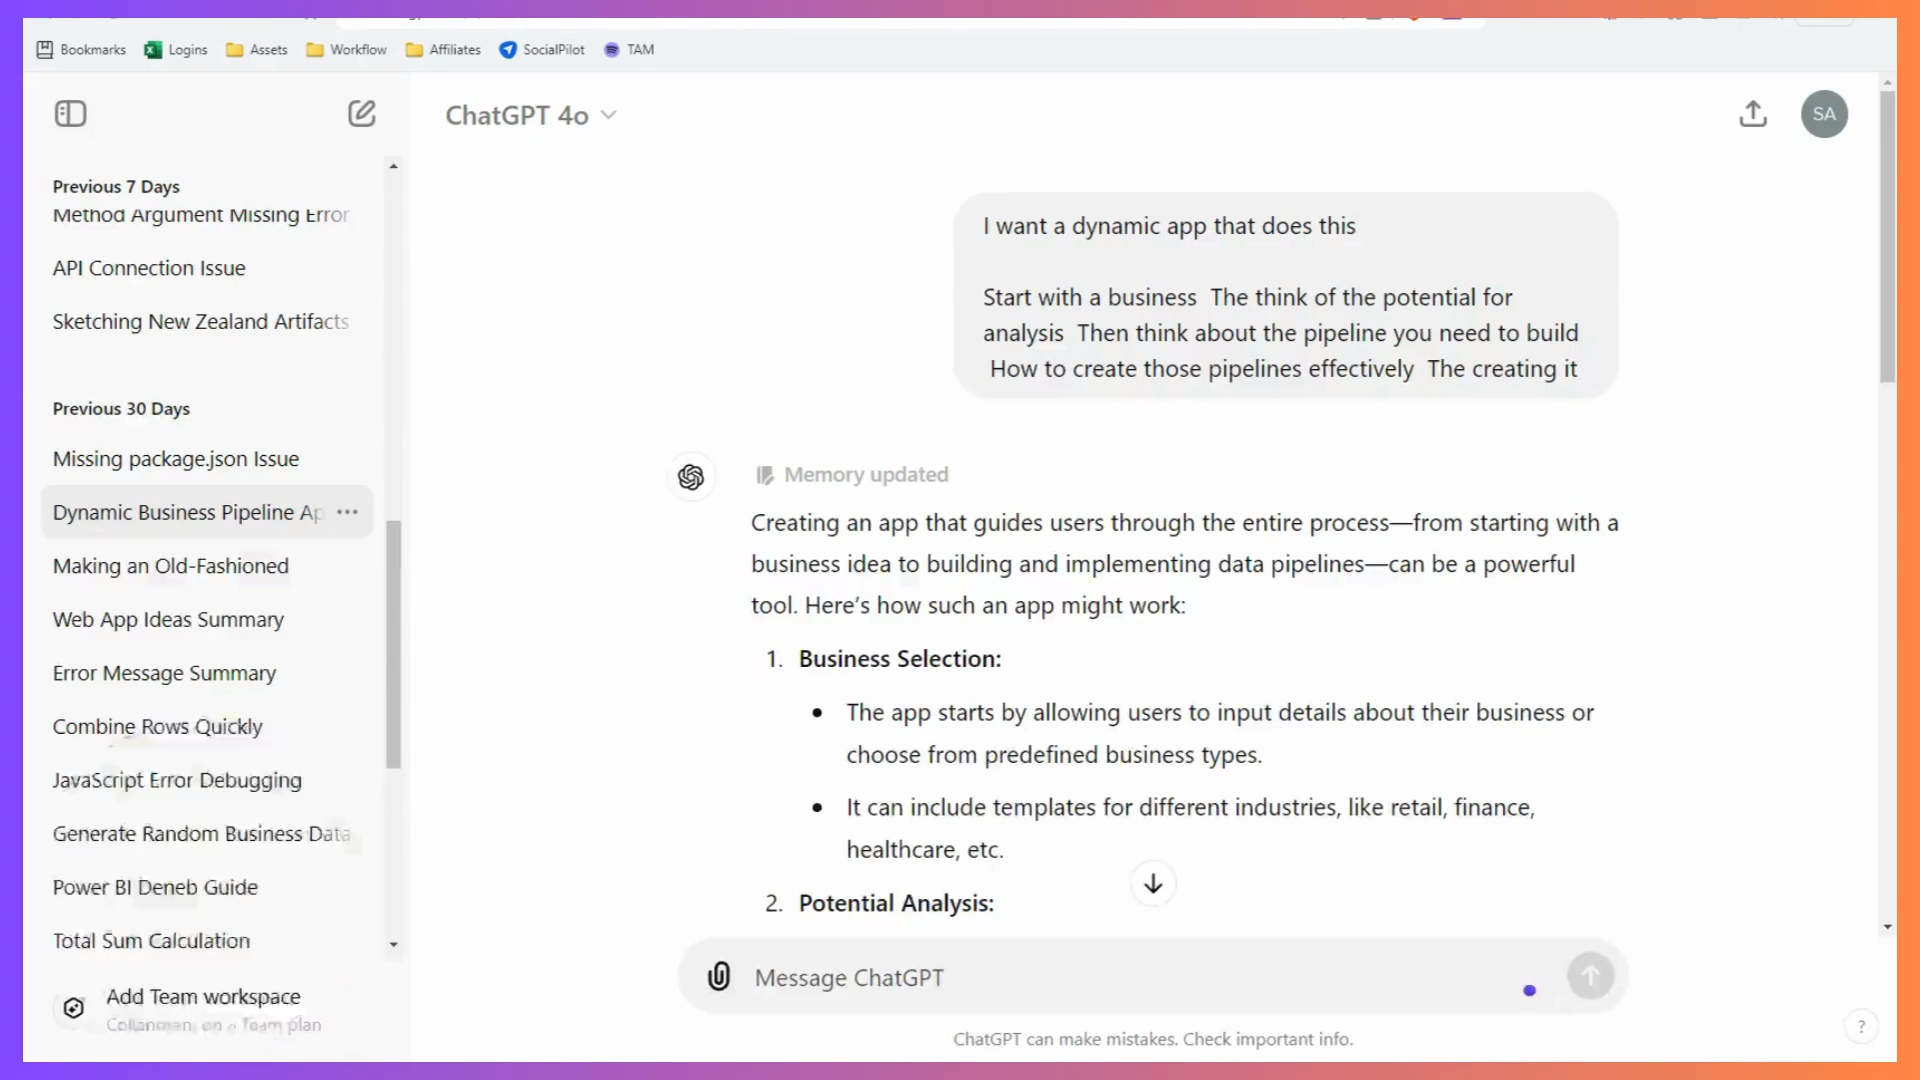 Bookmarks
Logins
Assets
Workflow
Affiliates
SocialPilot
TAM
ChatGPT 4o
SA
Previous 7 Days
Method Argument Missing Error
API Connection Issue
Sketching New Zealand Artifacts
Previous 30 Days
Missing package.json Issue
Dynamic Business Pipeline Ap
Making an Old-Fashioned
Web App Ideas Summary
Error Message Summary
Combine Rows Quickly
JavaScript Error Debugging
Generate Random Business Data
Power BI Deneb Guide
Total Sum Calculation
Add Team workspace
on a Team plan
I want a dynamic app that does this
Start with a business The think of the potential for
analysis Then think about the pipeline you need to build
How to create those pipelines effectively The creating it
Memory updated
Creating an app that guides users through the entire process—from starting with a
business idea to building and implementing data pipelines—can be a powerful
tool. Here's how such an app might work:
1. Business Selection:
• The app starts by allowing users to input details about their business or
choose from predefined business types.
• It can include templates for different industries, like retail, finance,
healthcare, etc.
2. Potential Analysis:
Message ChatGPT
ChatGPT can make mistakes. Check important info.
?